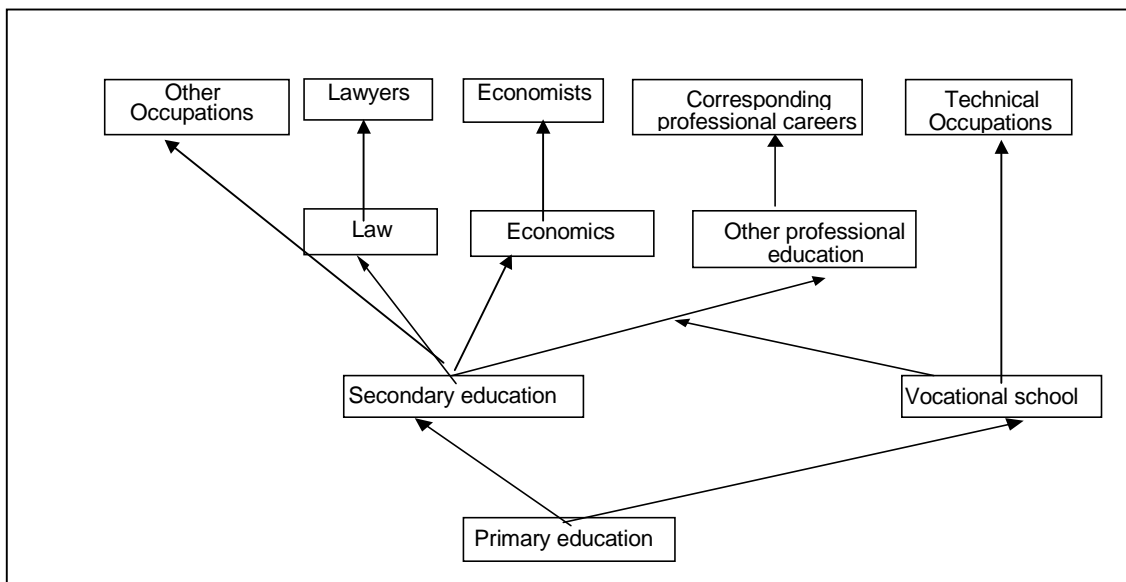 Other
Occupations
Lawyers
Economists
Corresponding
professional careers
Technical
Occupations
Law
Economics
Other professional
education
Secondary education
Vocational school
Primary education